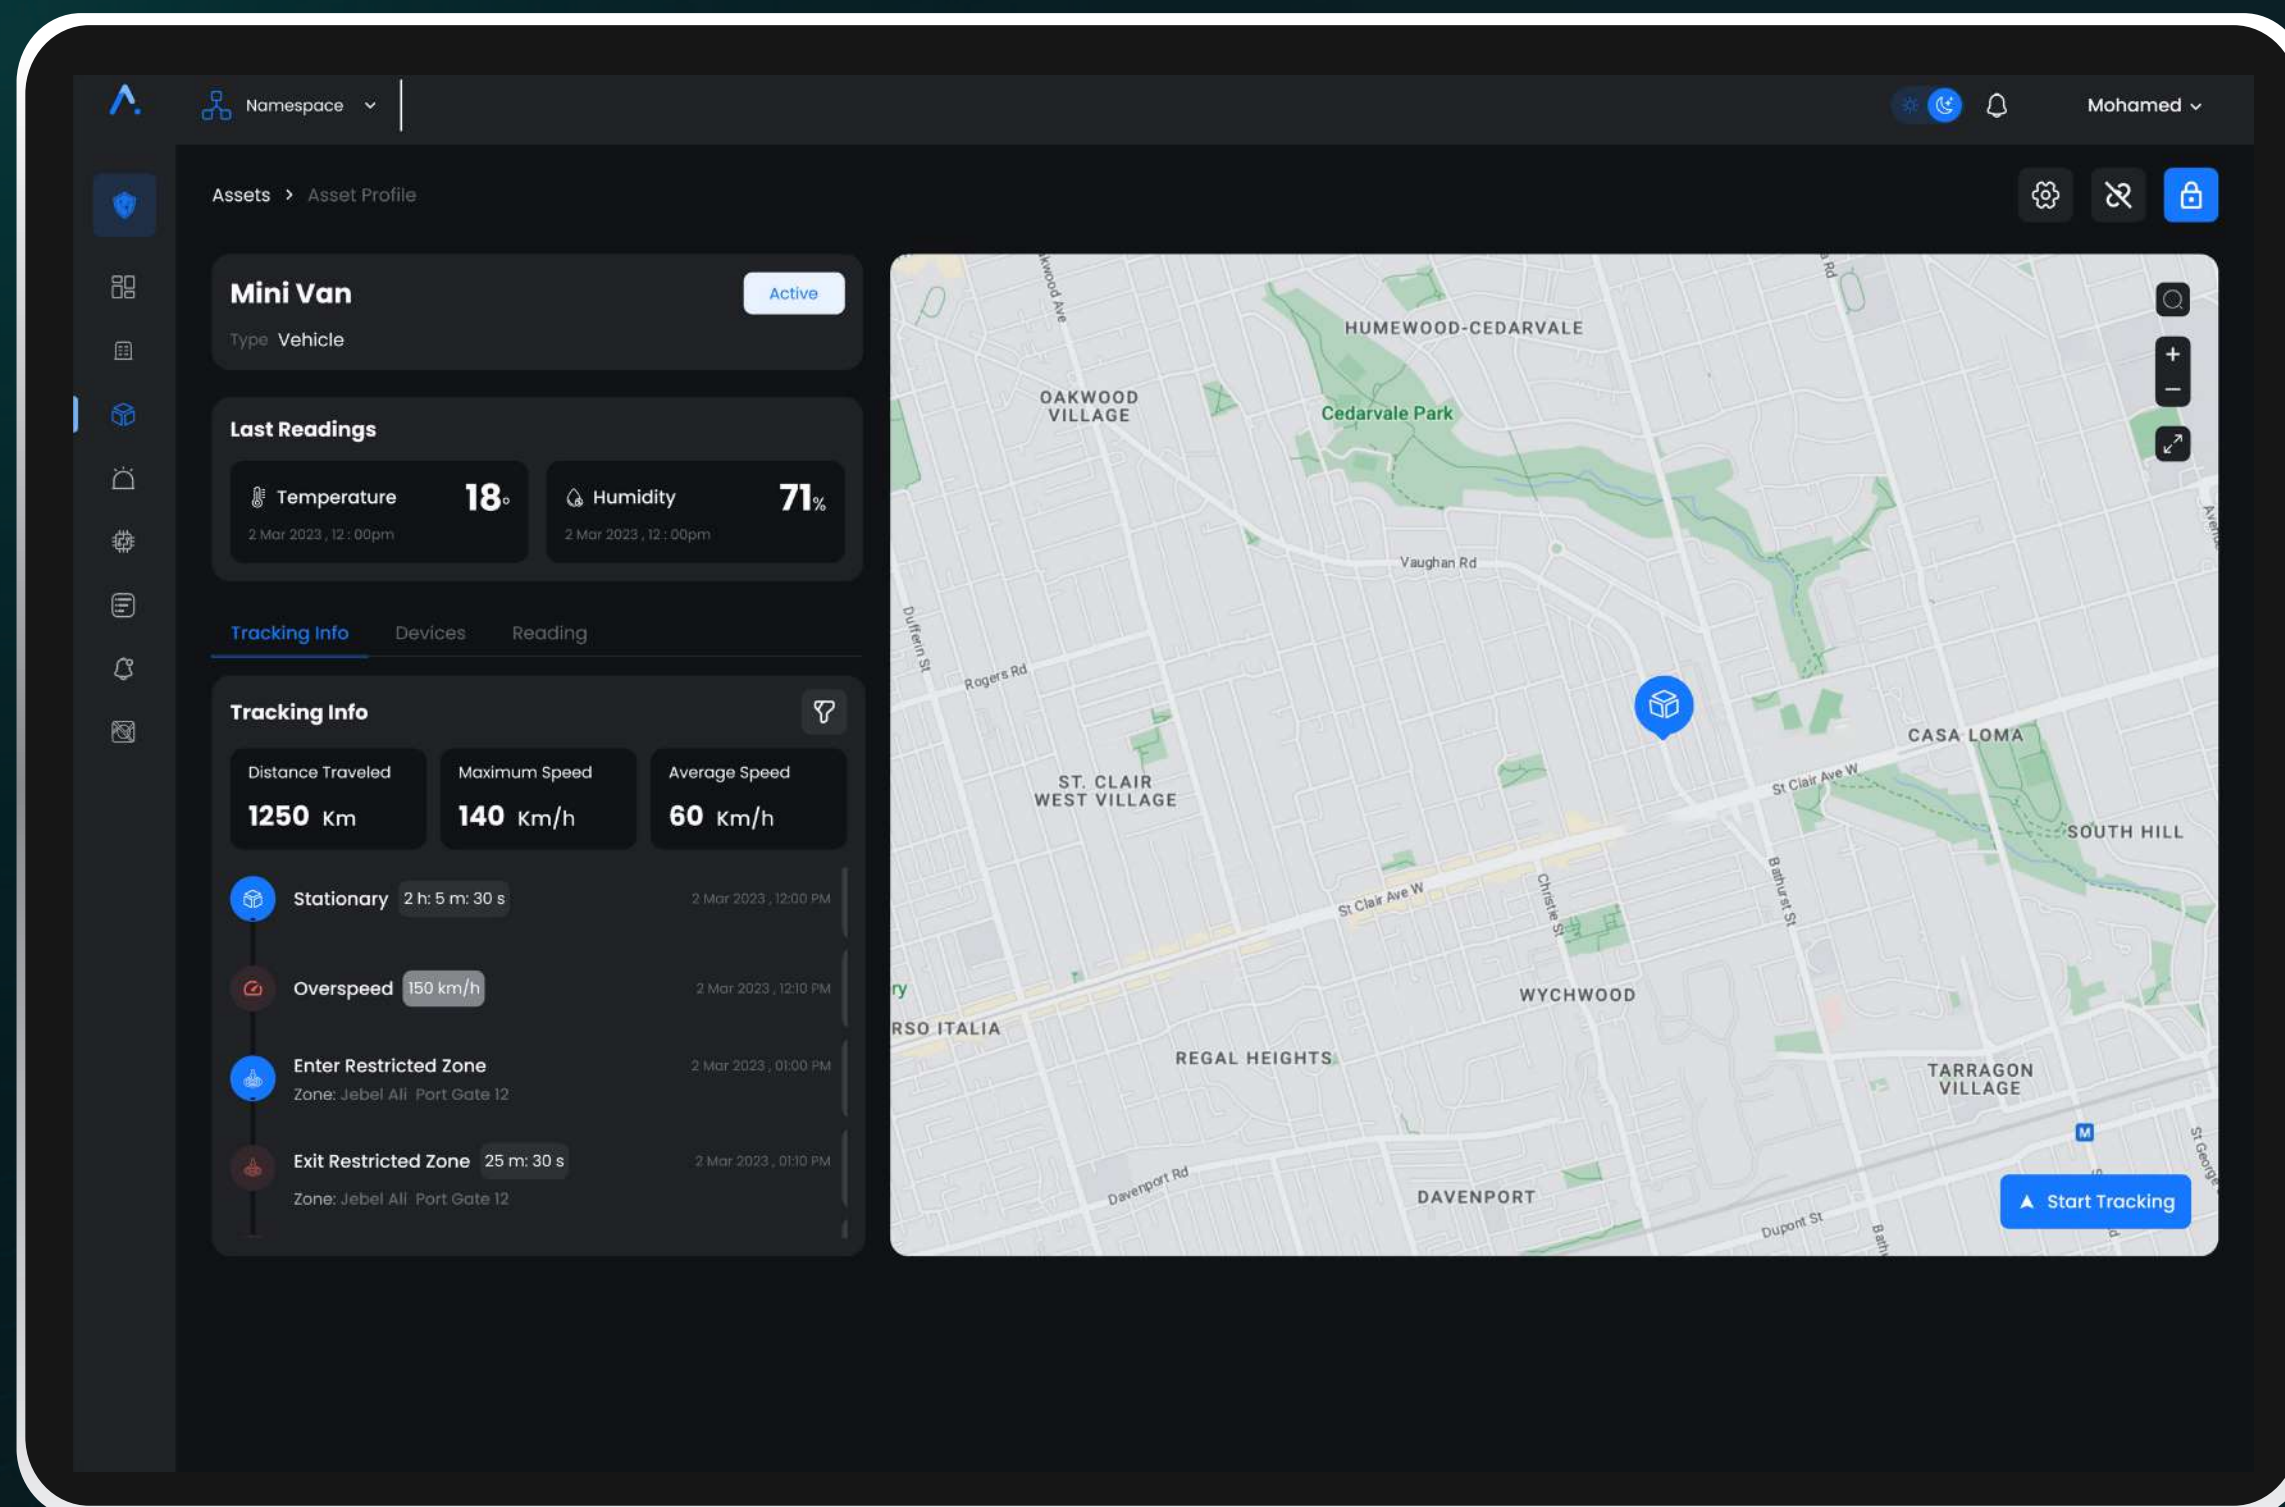 Namespace
Mohamed
Assets > Asset Profile
Mini Van
Active
Type Vehicle
Last Readings
Temperature 18°
2 Mar 2023 , 12 : 00pm
Humidity 71%
2 Mar 2023 , 12 : 00pm
Tracking Info Devices Reading
Tracking Info
Distance Traveled
1250 Km
Maximum Speed
140 Km/h
Average Speed
60 Km/h
Stationary 2 h: 5 m: 30 s 2 Mar 2023 , 12:00 PM
Overspeed 150 km/h 2 Mar 2023 , 12:10 PM
Enter Restricted Zone 2 Mar 2023 , 01:00 PM
Zone: Jebel Ali Port Gate 12
Exit Restricted Zone 25 m: 30 s 2 Mar 2023 , 01:10 PM
Zone: Jebel Ali Port Gate 12
kwood Ave
a Rd
HUMEWOOD-CEDARVALE
OAKWOOD
VILLAGE
Cedarvale Park
+
−
Vaughan Rd
Dufferin St
Rogers Rd
CASA LOMA
ST. CLAIR
WEST VILLAGE
St Clair Ave W
SOUTH HILL
St Clair Ave W
Christie St
Bathurst St
ry
RSO ITALIA
WYCHWOOD
REGAL HEIGHTS
TARRAGON
VILLAGE
M
Davenport Rd
DAVENPORT
Dupont St
Bath
St George
Start Tracking